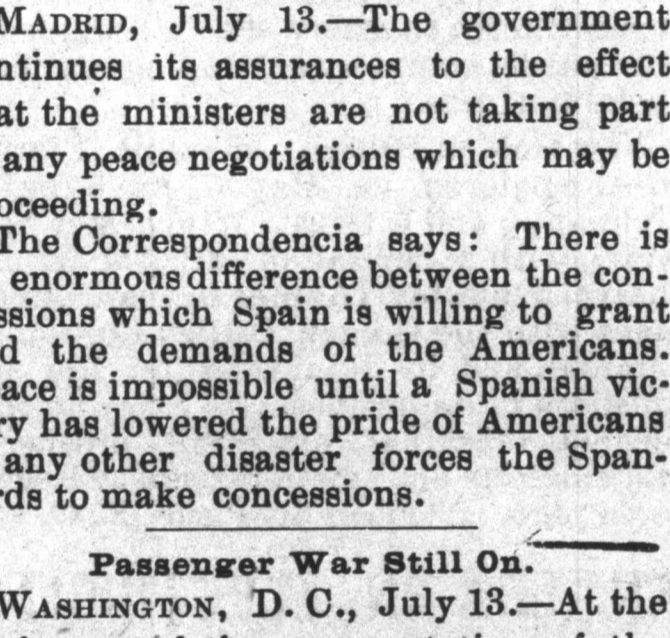 MADRID, July 13.—The government
ntinues its assurances to the effect
at the ministers are not taking part
any peace negotiations which may be
oceeding.
The Correspondencia says: There is
enormous difference between the con-
ssions which Spain is willing to grant
d the demands of the Americans.
ace is impossible until a Spanish vic-
ry has lowered the pride of Americans
any other disaster forces the Span-
rds to make concessions.
Passenger War Still On.
WASHINGTON, D. C., July 13.—At the